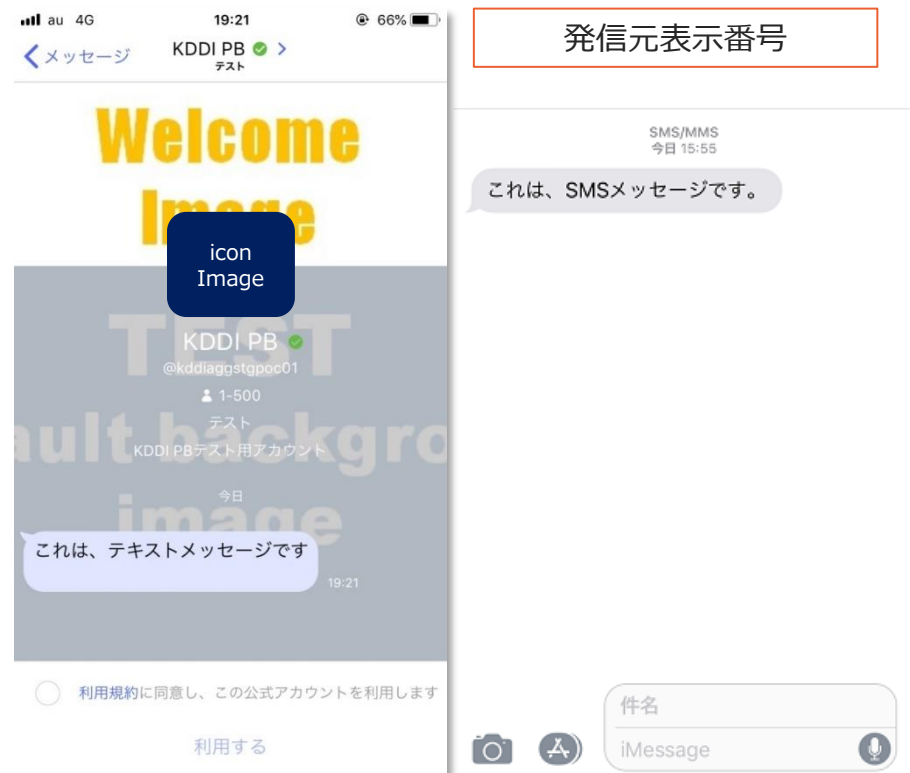 au 4G 19:21 66%
メッセージ KDDI PB
テスト
Welcome
Image
icon
Image
TEST
ault backgro
image
KDDI PB
@kddiaggstgpoc01
1-500
テスト
KDDI PBテスト用アカウント
今日
これは、テキストメッセージです
19:21
利用規約に同意し、この公式アカウントを利用します
利用する
発信元表示番号
SMS/MMS
今日 15:55
これは、SMSメッセージです。
件名
iMessage